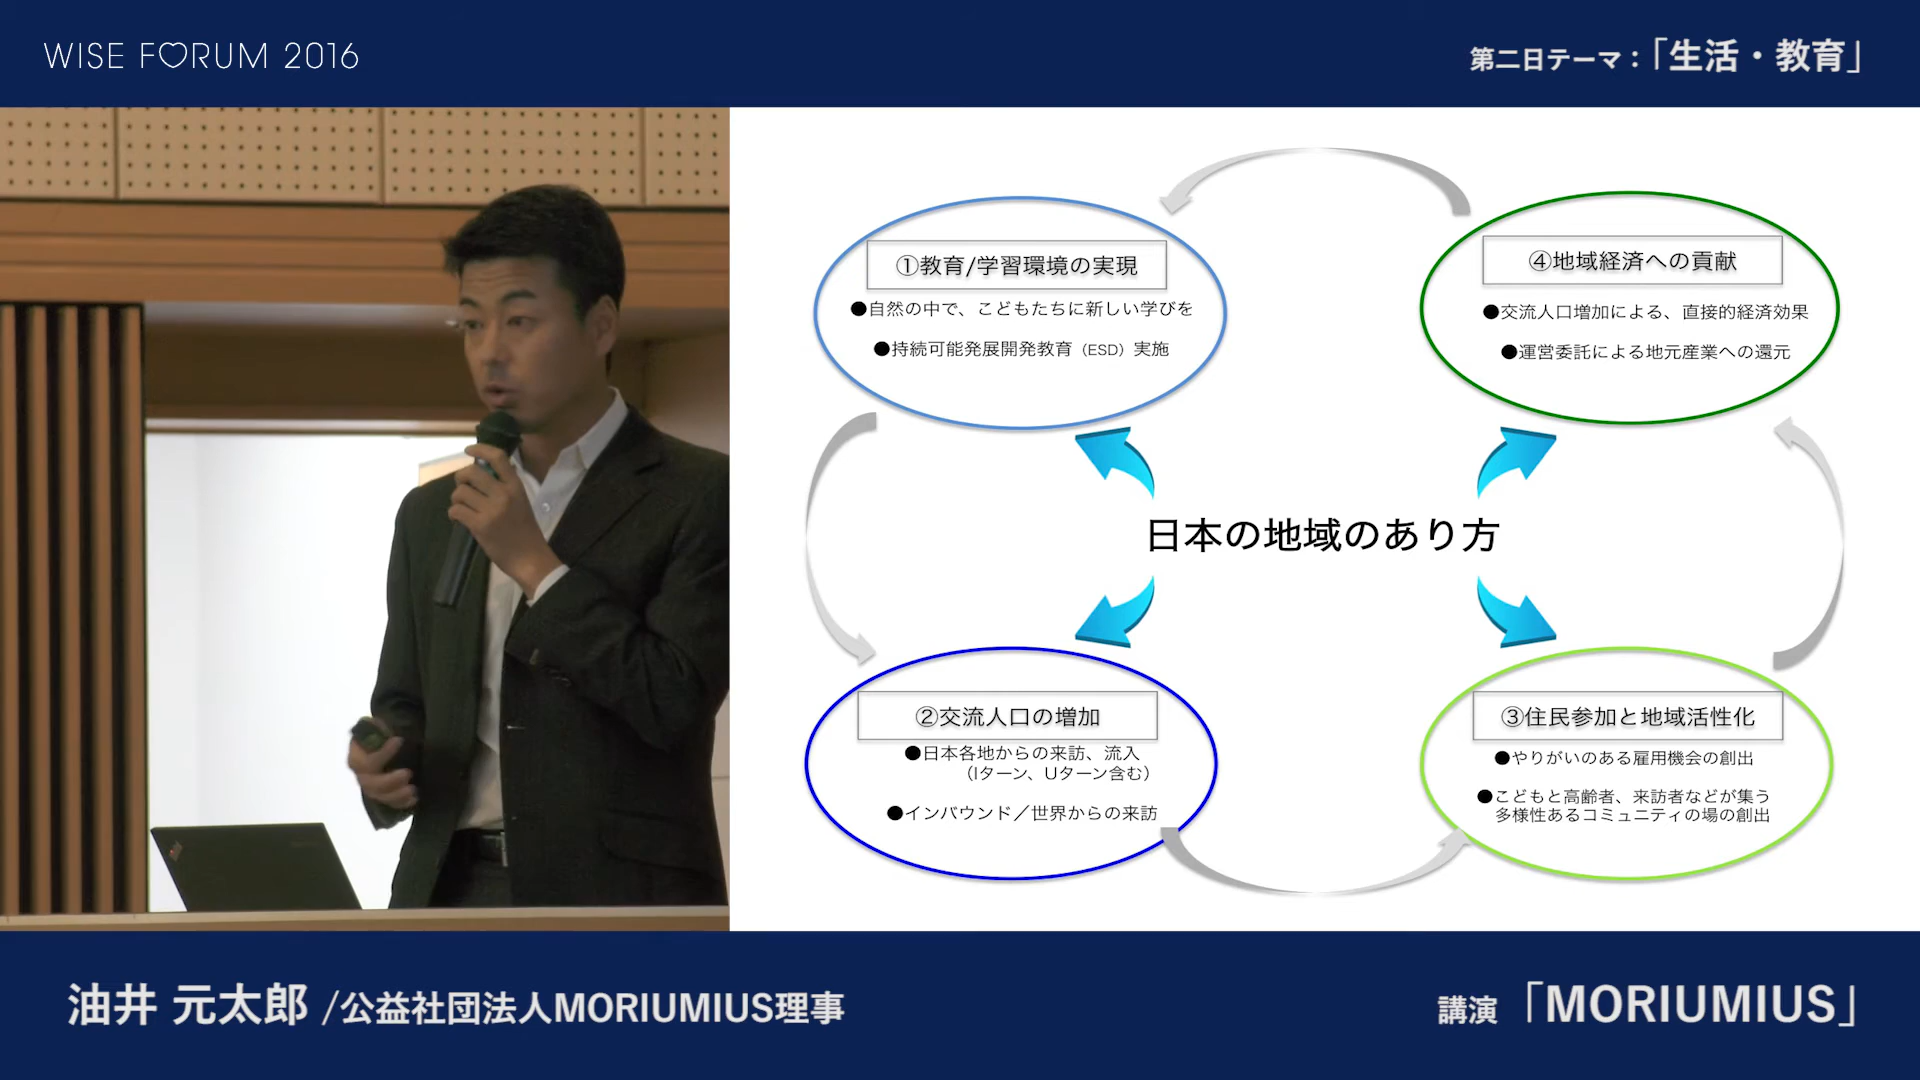 WISE FORUM 2016
第二日テーマ：「生活・教育」
①教育/学習環境の実現
●自然の中で、こどもたちに新しい学びを
●持続可能発展開発教育（ESD）実施
④地域経済への貢献
●交流人口増加による、直接的経済効果
●運営委託による地元産業への還元
日本の地域のあり方
②交流人口の増加
●日本各地からの来訪、流入
（Iターン、Uターン含む）
●インバウンド／世界からの来訪
③住民参加と地域活性化
●やりがいのある雇用機会の創出
●こどもと高齢者、来訪者などが集う
多様性あるコミュニティの場の創出
油井 元太郎 /公益社団法人MORIUMIUS理事
講演 「MORIUMIUS」